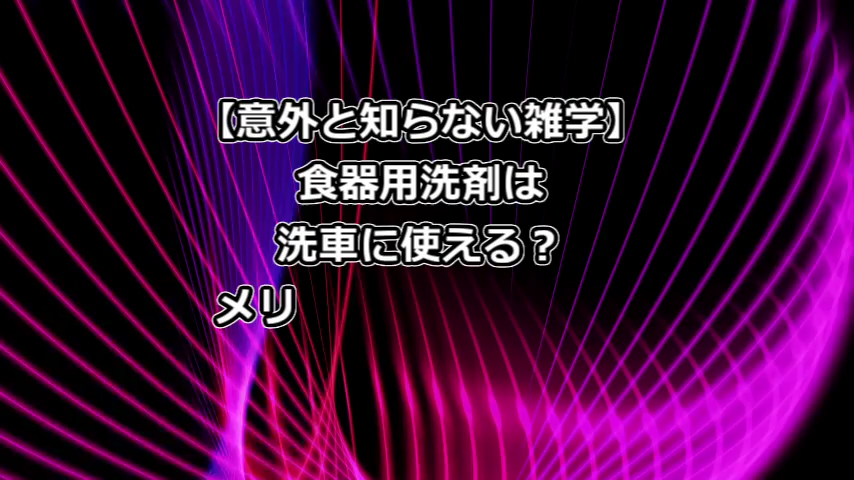 【意外と知らない雑学】
食器用洗剤は
洗車に使える？
メリ